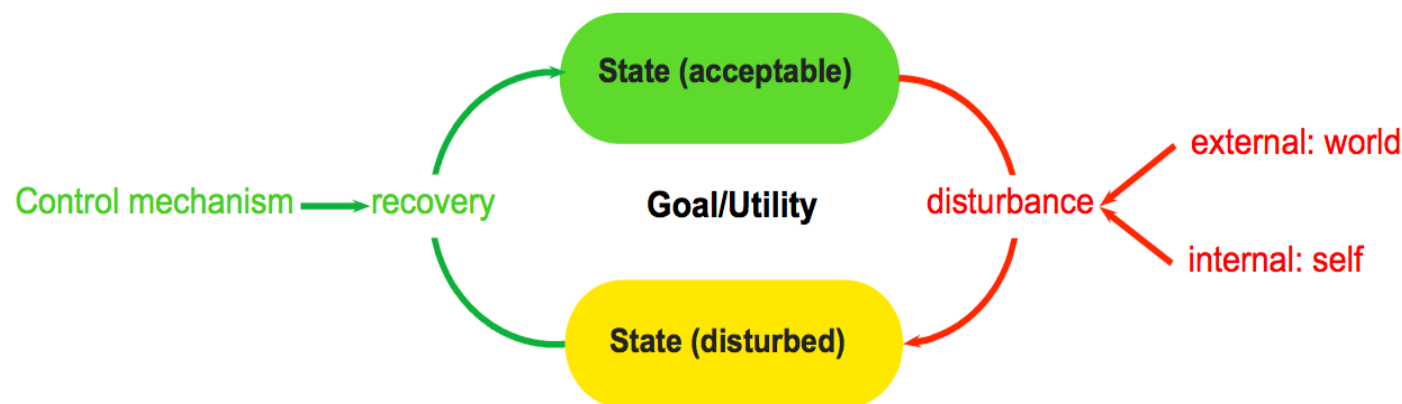 State (acceptable)
external: world
Control mechanism
recovery
Goal/Utility
disturbance
internal: self
State (disturbed)